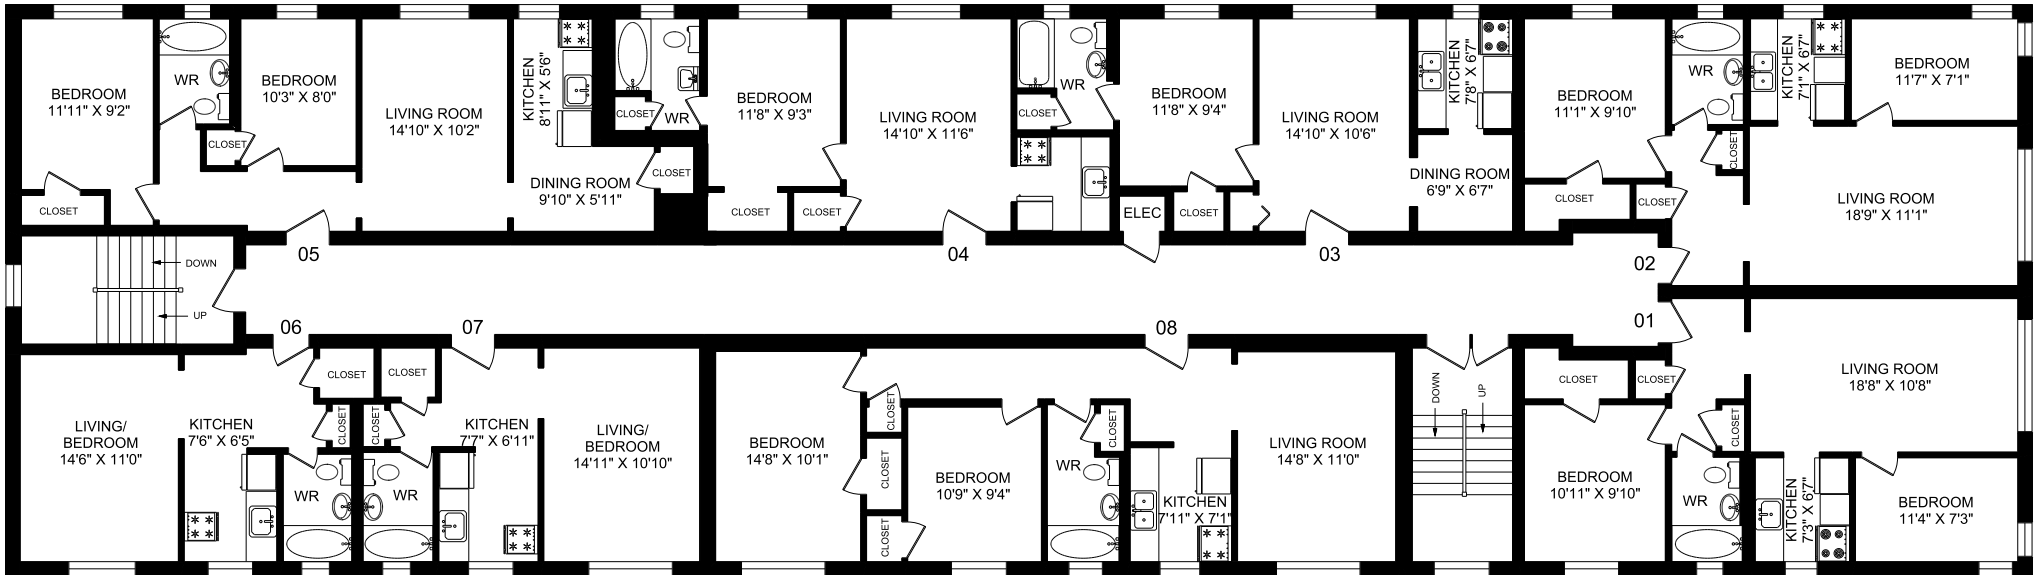 BEDROOM
11'11" X 9'2"
CLOSET
WR
BEDROOM
10'3" X 8'0"
CLOSET
LIVING ROOM
14'10" X 10'2"
KITCHEN
8'11" X 5'6"
DINING ROOM
9'10" X 5'11"
CLOSET
05
CLOSET
WR
BEDROOM
11'8" X 9'3"
CLOSET
CLOSET
LIVING ROOM
14'10" X 11'6"
WR
CLOSET
04
ELEC
BEDROOM
11'8" X 9'4"
CLOSET
LIVING ROOM
14'10" X 10'6"
KITCHEN
7'8" X 6'7"
DINING ROOM
6'9" X 6'7"
03
BEDROOM
11'1" X 9'10"
CLOSET
CLOSET
WR
CLOSET
KITCHEN
7'1" X 6'7"
BEDROOM
11'7" X 7'1"
LIVING ROOM
18'9" X 11'1"
02
DOWN
UP
06
07
08
01
LIVING/
BEDROOM
14'6" X 11'0"
KITCHEN
7'6" X 6'5"
CLOSET
CLOSET
WR
CLOSET
CLOSET
WR
KITCHEN
7'7" X 6'11"
LIVING/
BEDROOM
14'11" X 10'10"
BEDROOM
14'8" X 10'1"
CLOSET
CLOSET
CLOSET
BEDROOM
10'9" X 9'4"
WR
CLOSET
KITCHEN
7'11" X 7'1"
LIVING ROOM
14'8" X 11'0"
DOWN
UP
CLOSET
CLOSET
BEDROOM
10'11" X 9'10"
CLOSET
WR
LIVING ROOM
18'8" X 10'8"
KITCHEN
7'3" X 6'7"
BEDROOM
11'4" X 7'3"